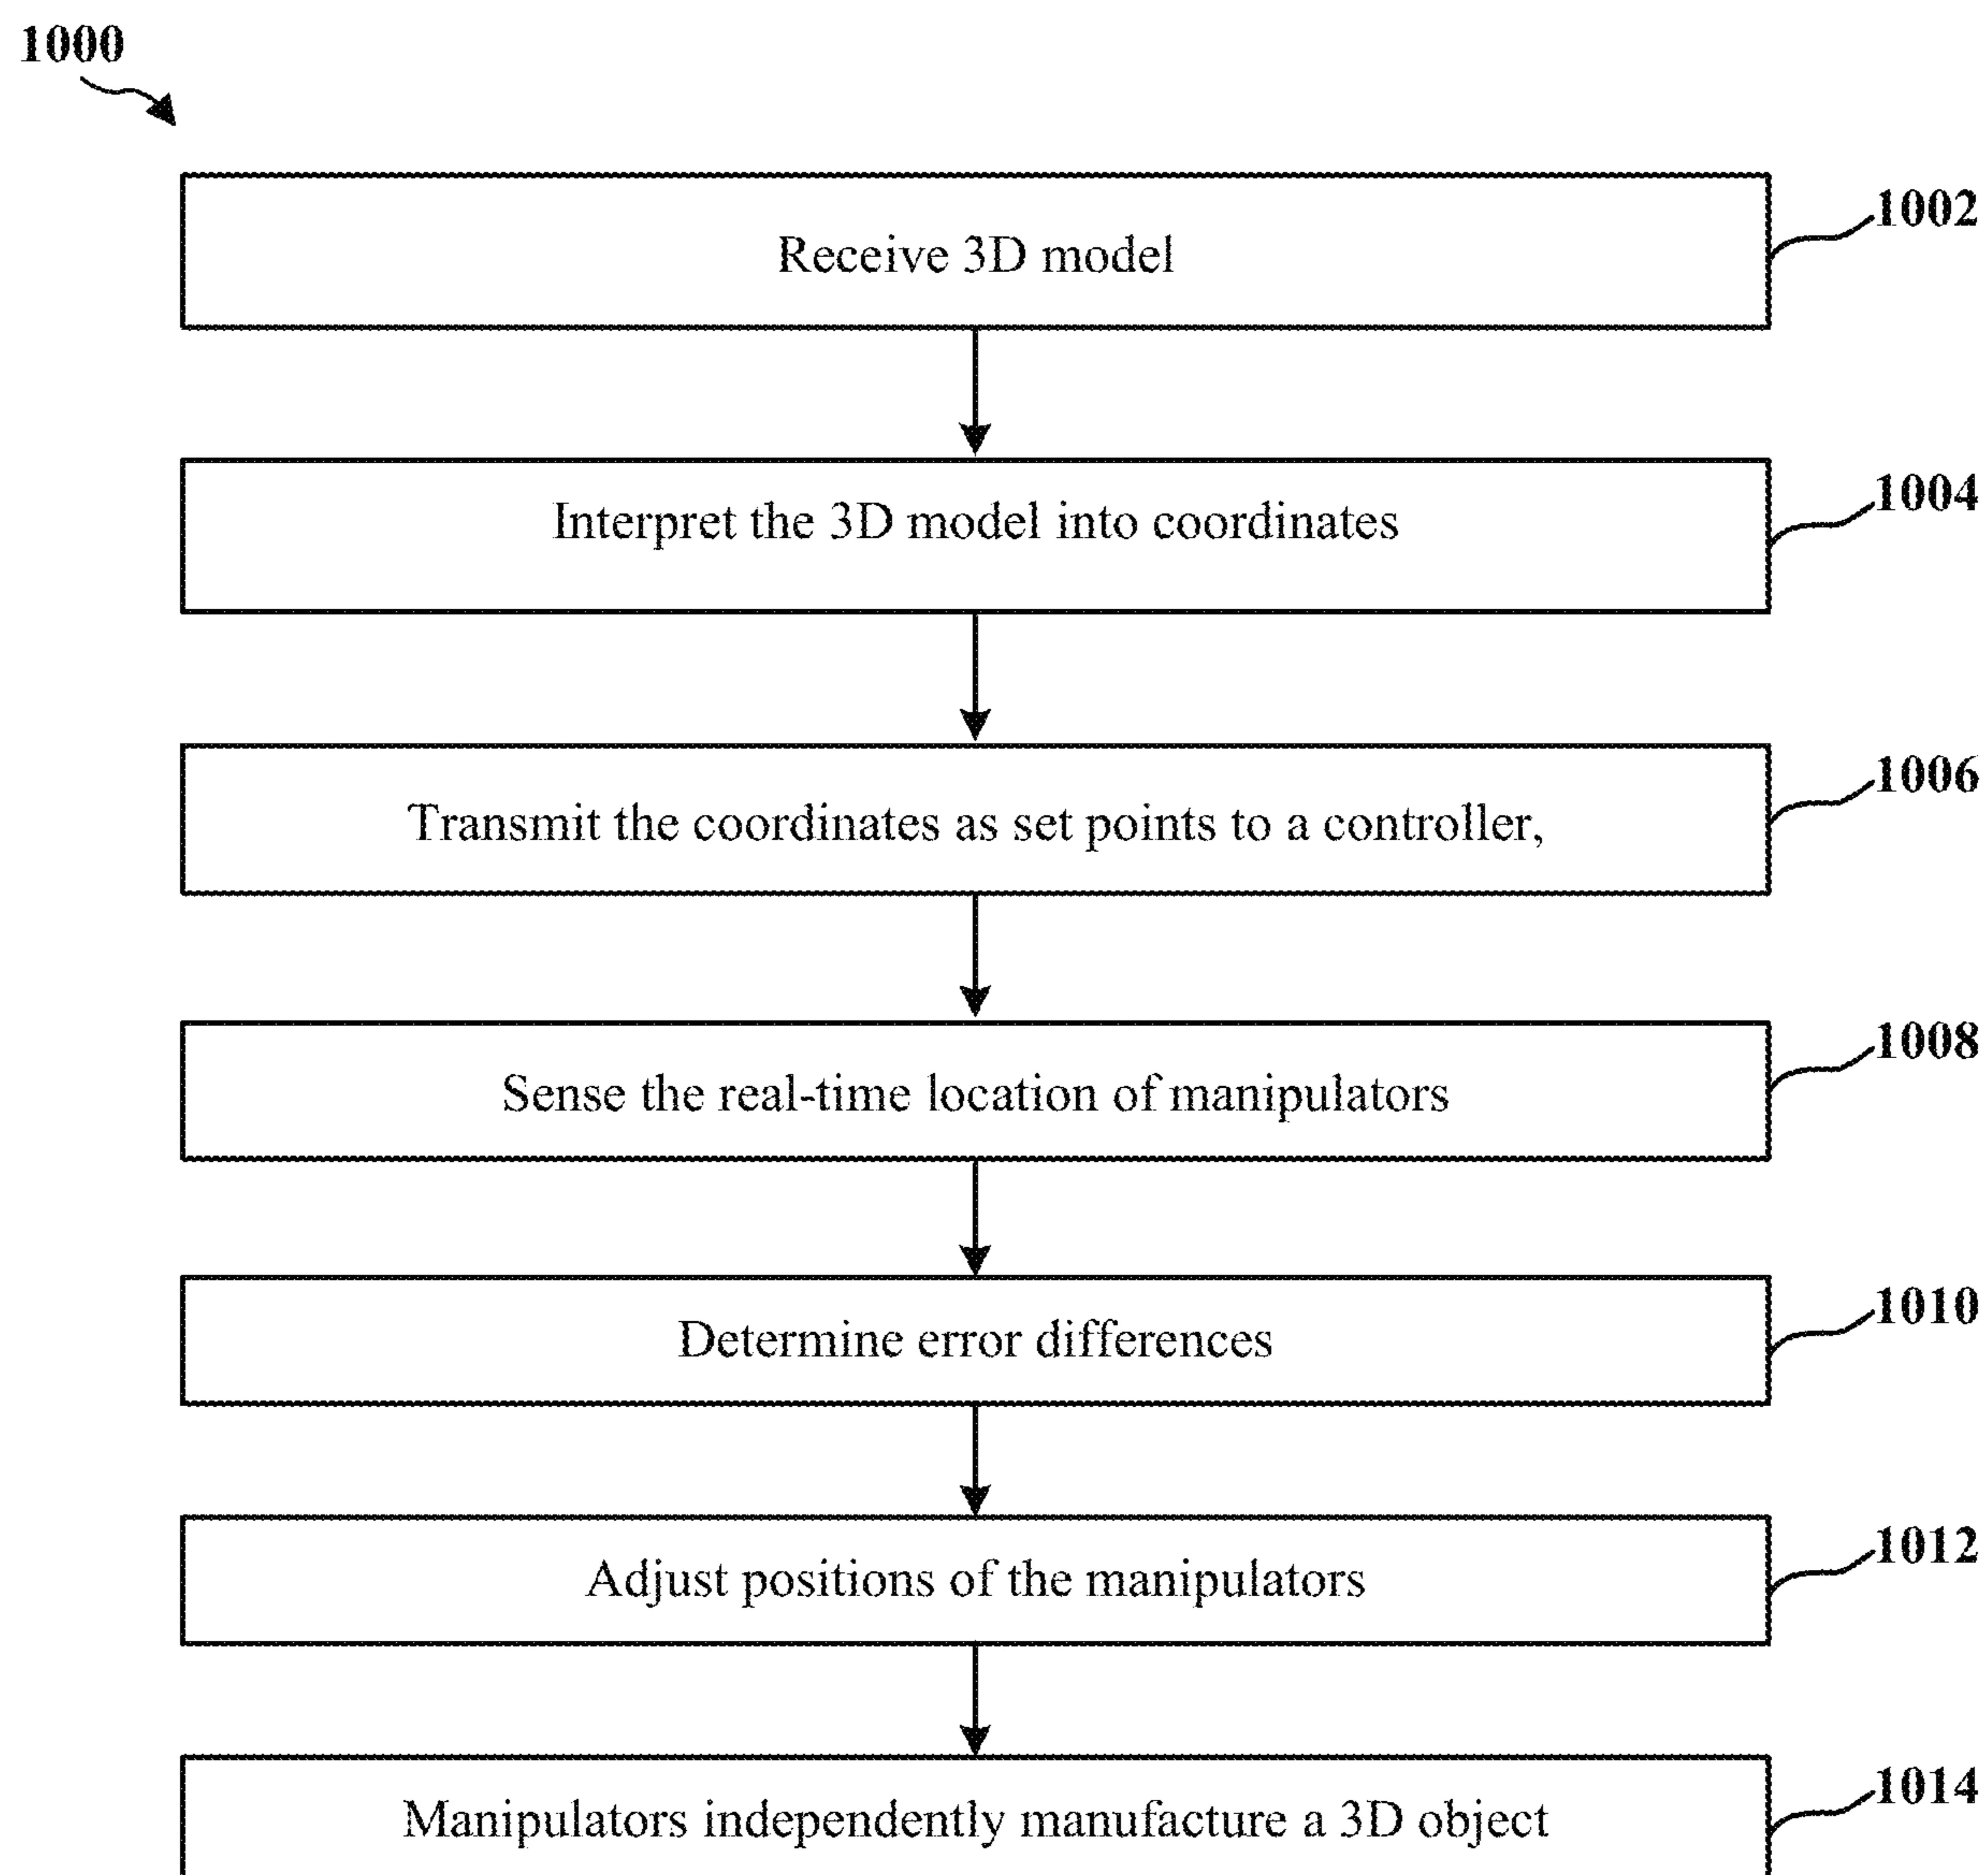 1000
Receive 3D model
1002
Interpret the 3D model into coordinates
1004
Transmit the coordinates as set points to a controller,
1006
Sense the real-time location of manipulators
1008
Determine error differences
1010
Adjust positions of the manipulators
1012
Manipulators independently manufacture a 3D object
1014